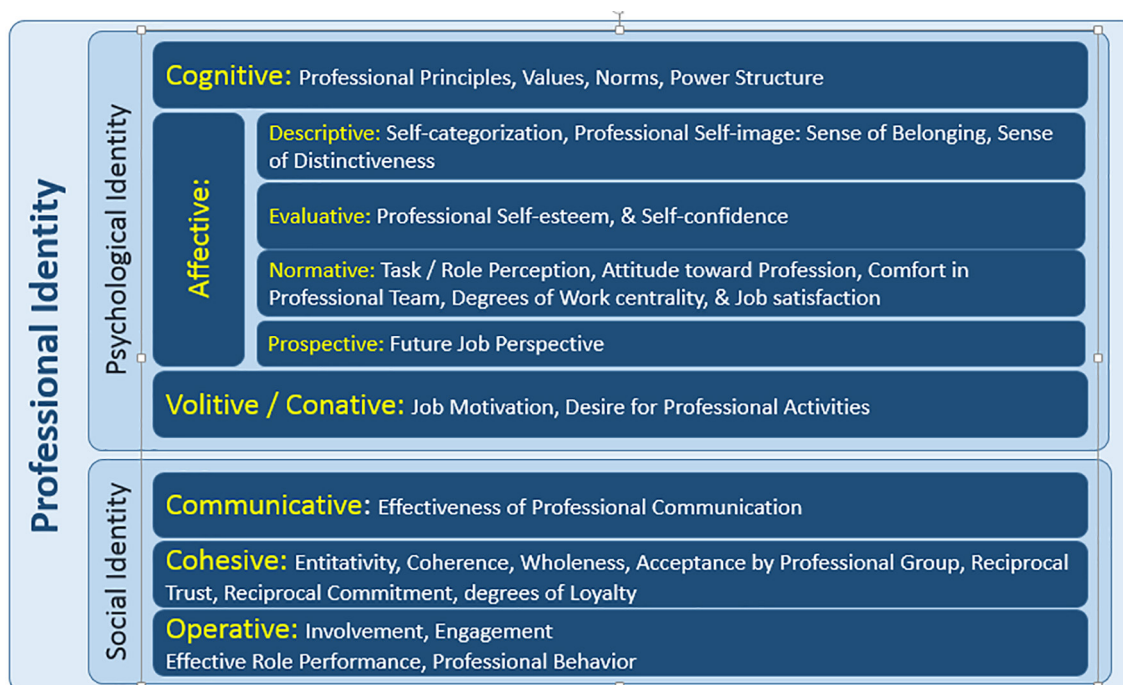 Professional Identity
Psychological Identity
Cognitive: Professional Principles, Values, Norms, Power Structure
Affective:
Descriptive: Self-categorization, Professional Self-image: Sense of Belonging, Sense
of Distinctiveness
Evaluative: Professional Self-esteem, & Self-confidence
Normative: Task / Role Perception, Attitude toward Profession, Comfort in
Professional Team, Degrees of Work centrality, & Job satisfaction
Prospective: Future Job Perspective
Volitive / Conative: Job Motivation, Desire for Professional Activities
Social Identity
Communicative: Effectiveness of Professional Communication
Cohesive: Entitativity, Coherence, Wholeness, Acceptance by Professional Group, Reciprocal
Trust, Reciprocal Commitment, degrees of Loyalty
Operative: Involvement, Engagement
Effective Role Performance, Professional Behavior